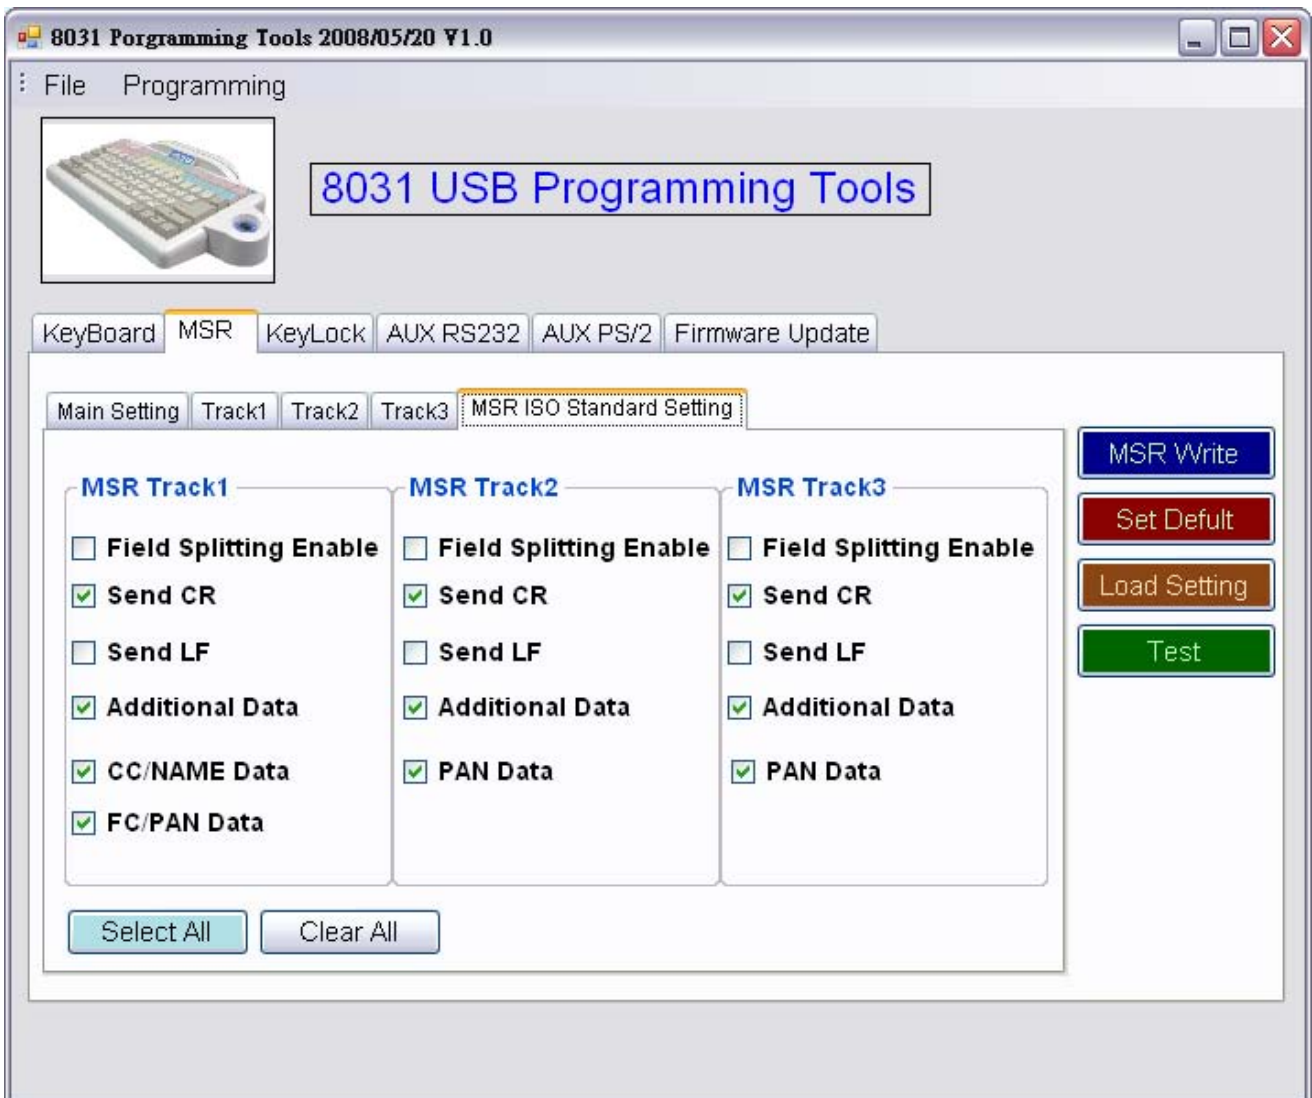 8031 Porgramming Tools 2008/05/20 V1.0
File Programming
8031 USB Programming Tools
KeyBoard MSR KeyLock AUX RS232 AUX PS/2 Firmware Update
Main Setting Track1 Track2 Track3 MSR ISO Standard Setting
MSR Track1 MSR Track2 MSR Track3
Field Splitting Enable Field Splitting Enable Field Splitting Enable
Send CR Send CR Send CR
Send LF Send LF Send LF
Additional Data Additional Data Additional Data
CC/NAME Data PAN Data PAN Data
FC/PAN Data
Select All Clear All
MSR Write
Set Defult
Load Setting
Test